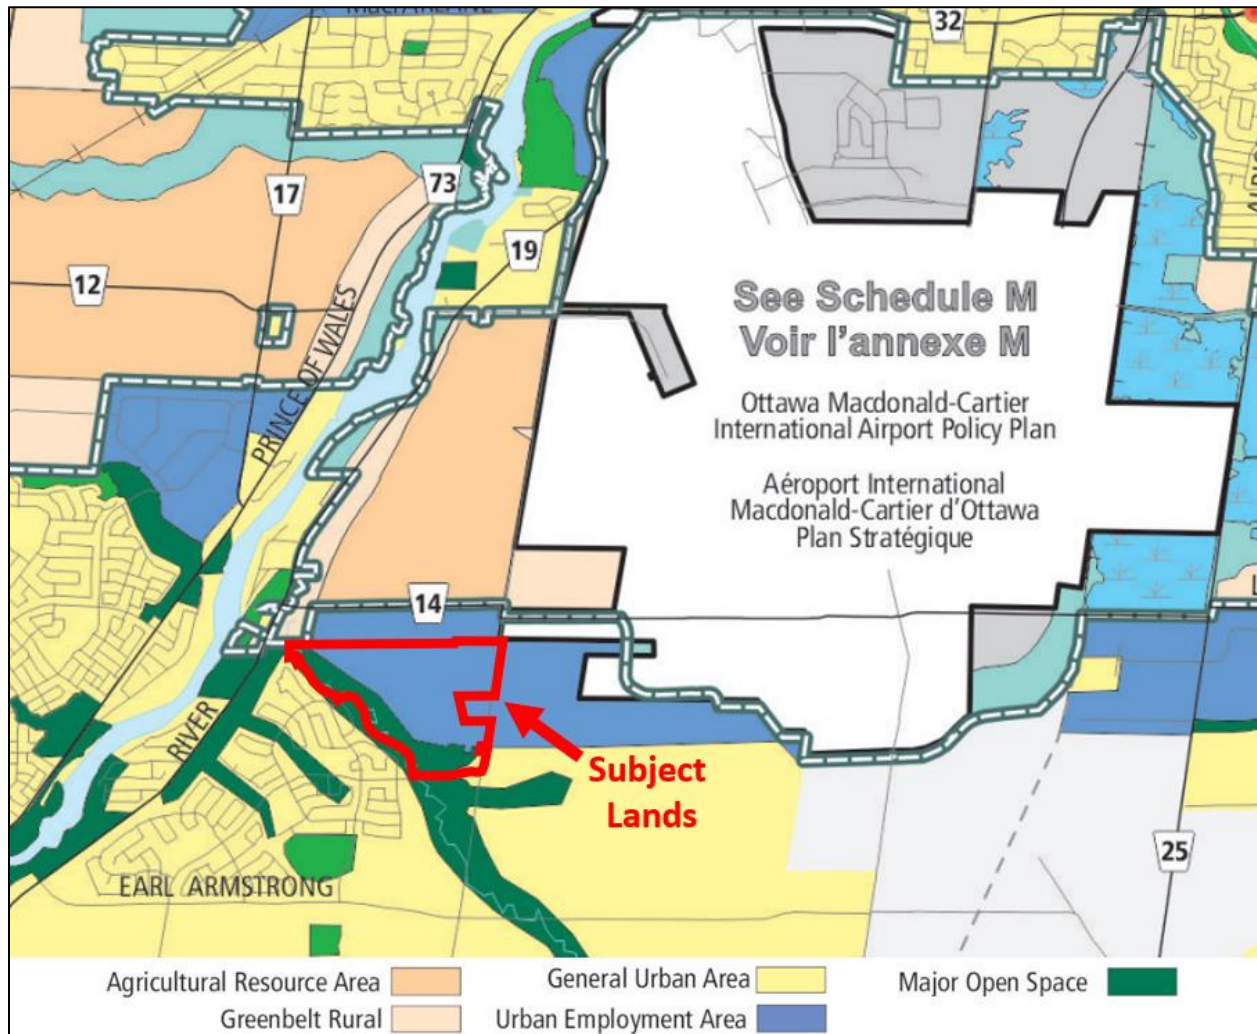 MacFARLANE
32
17
73
19
12
PRINCE OF WALES
See Schedule M
Voir l'annexe M
Ottawa Macdonald-Cartier
International Airport Policy Plan
Aéroport International
Macdonald-Cartier d'Ottawa
Plan Stratégique
14
RIVER
Subject
Lands
25
EARL ARMSTRONG
Agricultural Resource Area
General Urban Area
Major Open Space
Greenbelt Rural
Urban Employment Area